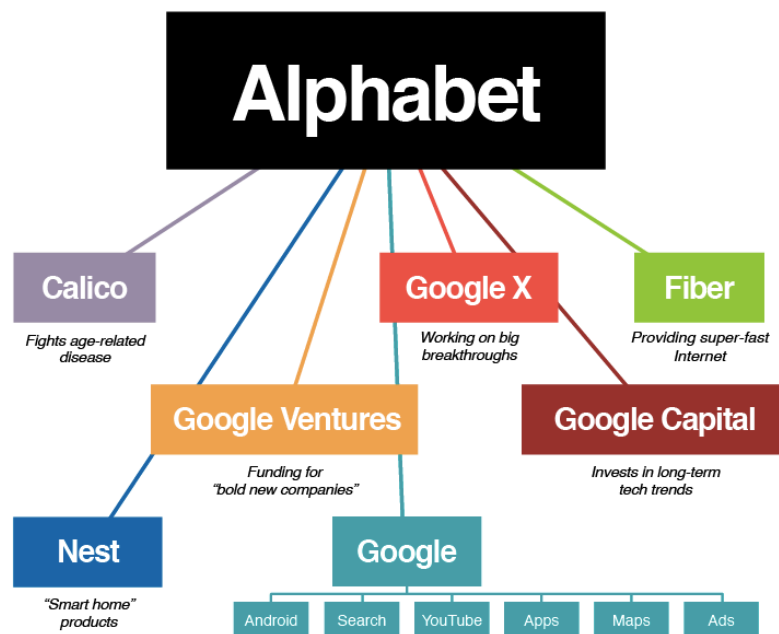 Alphabet
Calico
Fights age-related
disease
Google X
Working on big
breakthroughs
Fiber
Providing super-fast
Internet
Google Ventures
Funding for
“bold new companies”
Google Capital
Invests in long-term
tech trends
Nest
“Smart home”
products
Google
Android
Search
YouTube
Apps
Maps
Ads